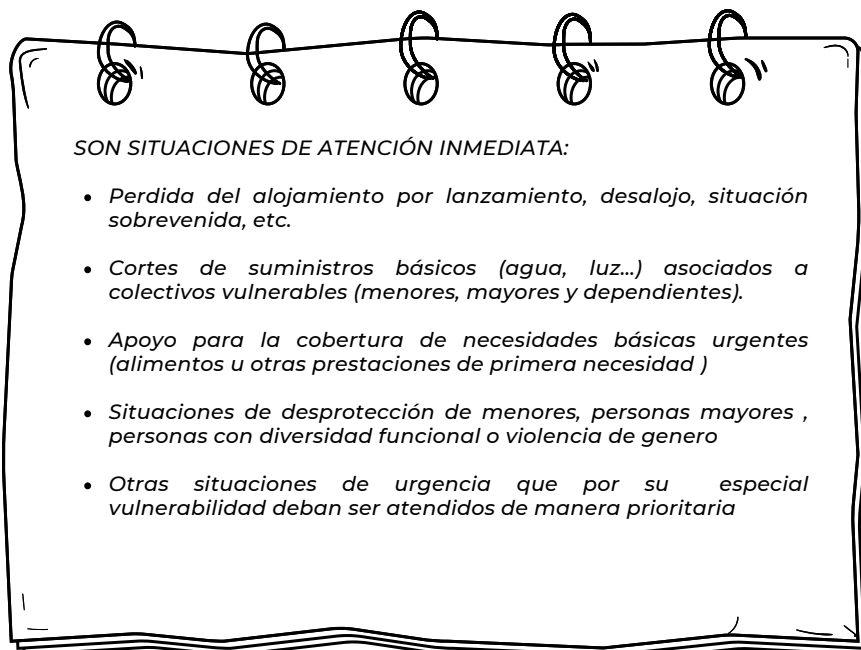 SON SITUACIONES DE ATENCIÓN INMEDIATA:
• Perdida del alojamiento por lanzamiento, desalojo, situación
sobrevenida, etc.
• Cortes de suministros básicos (agua, luz...) asociados a
colectivos vulnerables (menores, mayores y dependientes).
• Apoyo para la cobertura de necesidades básicas urgentes
(alimentos u otras prestaciones de primera necesidad )
• Situaciones de desprotección de menores, personas mayores ,
personas con diversidad funcional o violencia de genero
• Otras situaciones de urgencia que por su especial
vulnerabilidad deban ser atendidos de manera prioritaria